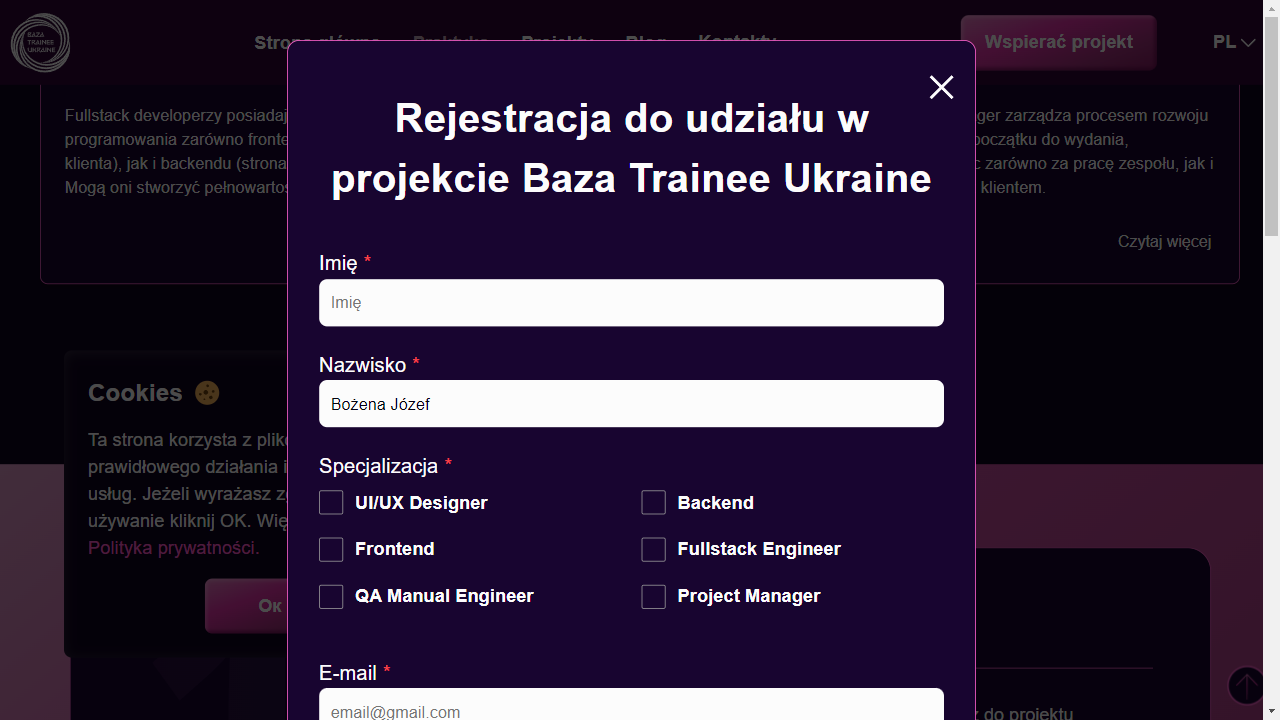 BAZA
TRAINEE
UKRAINE
Strona główna
Praktyka
Projekty
Blog
Kontakty
Wspierać projekt
PL
Fullstack developerzy posiadaj
programowania zarówno fronte
klienta), jak i backendu (strona
Mogą oni stworzyć pełnowartoś
ger zarządza procesem rozwoju
początku do wydania,
c zarówno za pracę zespołu, jak i
klientem.
Czytaj więcej
Rejestracja do udziału w
projekcie Baza Trainee Ukraine
Imię *
Imię
Nazwisko *
Bożena Józef
Specjalizacja *
UI/UX Designer
Backend
Frontend
Fullstack Engineer
QA Manual Engineer
Project Manager
E-mail *
email@gmail.com
Cookies
Ta strona korzysta z plikó
prawidłowego działania i
usług. Jeżeli wyrażasz zg
używanie kliknij OK. Wię
Polityka prywatności.
Ок
z do projektu